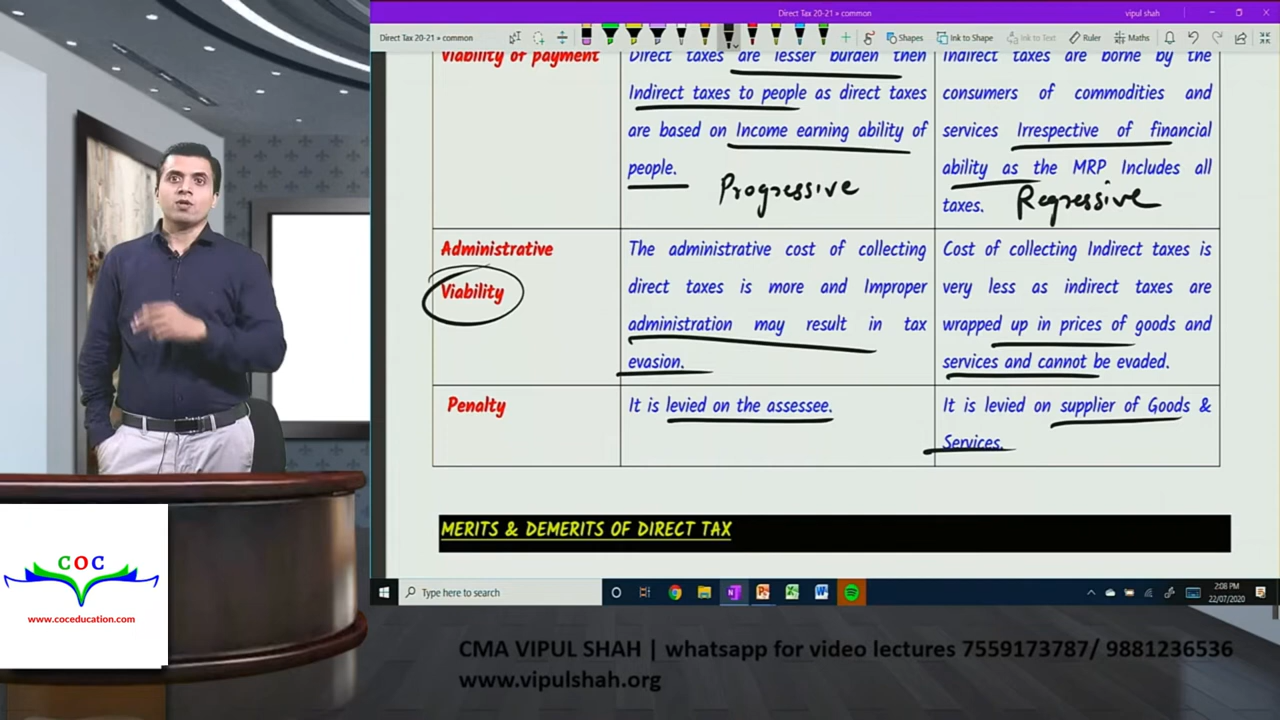 Direct Tax 20-21 » common
vipul shah
Direct Tax 20-21 » common
Shapes
Ink to Shape
Ink to Text
Ruler
Maths
Viability of payment
Direct taxes are lesser burden then
Indirect taxes to people as direct taxes
are based on Income earning ability of
people.
Progressive
Indirect taxes are borne by the
consumers of commodities and
services Irrespective of financial
ability as the MRP Includes all
taxes.
Regressive
Administrative
Viability
The administrative cost of collecting
direct taxes is more and Improper
administration may result in tax
evasion.
Cost of collecting Indirect taxes is
very less as indirect taxes are
wrapped up in prices of goods and
services and cannot be evaded.
Penalty
It is levied on the assessee.
It is levied on supplier of Goods &
Services.
MERITS & DEMERITS OF DIRECT TAX
Type here to search
2:08 PM
22/07/2020
COC
www.coceducation.com
CMA VIPUL SHAH | whatsapp for video lectures 7559173787/ 9881236536
www.vipulshah.org